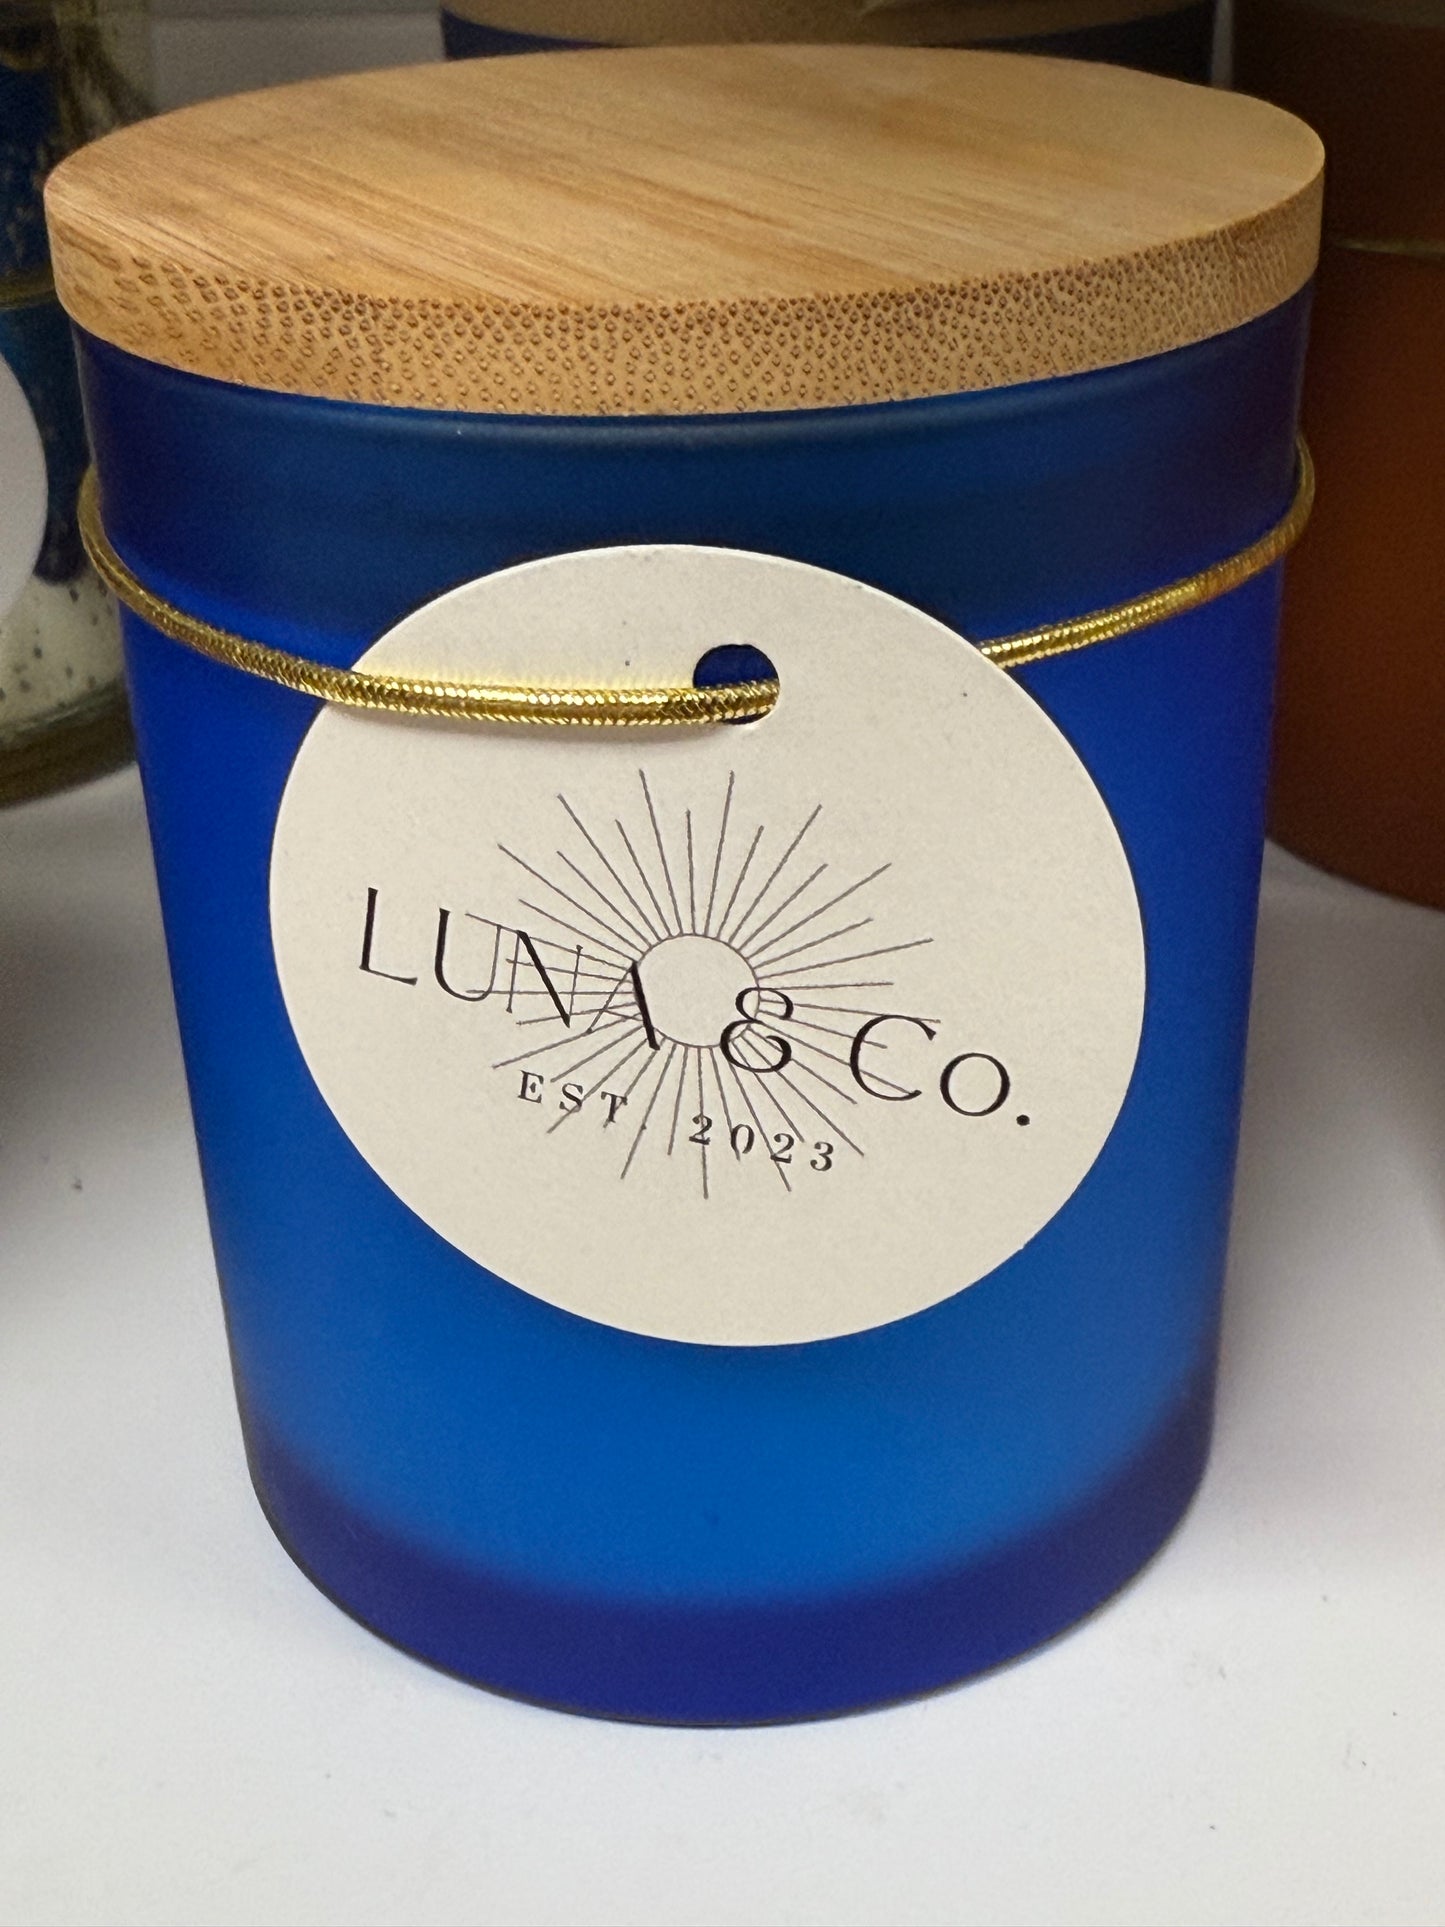 LUNA & Co.
EST. 2023